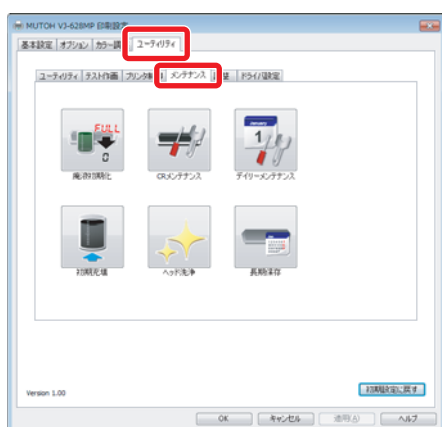 MUTOH VJ-628MP 印刷設定
基本設定 オプション カラー調 ユーティリティ
ユーティリティ テスト作画 プリンタ メンテナンス ドライバ設定
FULL
0
1
廃液初期化 CRメンテナンス デイリーメンテナンス
初期充填 ヘッド洗浄 長期保存
初期設定に戻す
Version 1.00
OK キャンセル 適用(A) ヘルプ